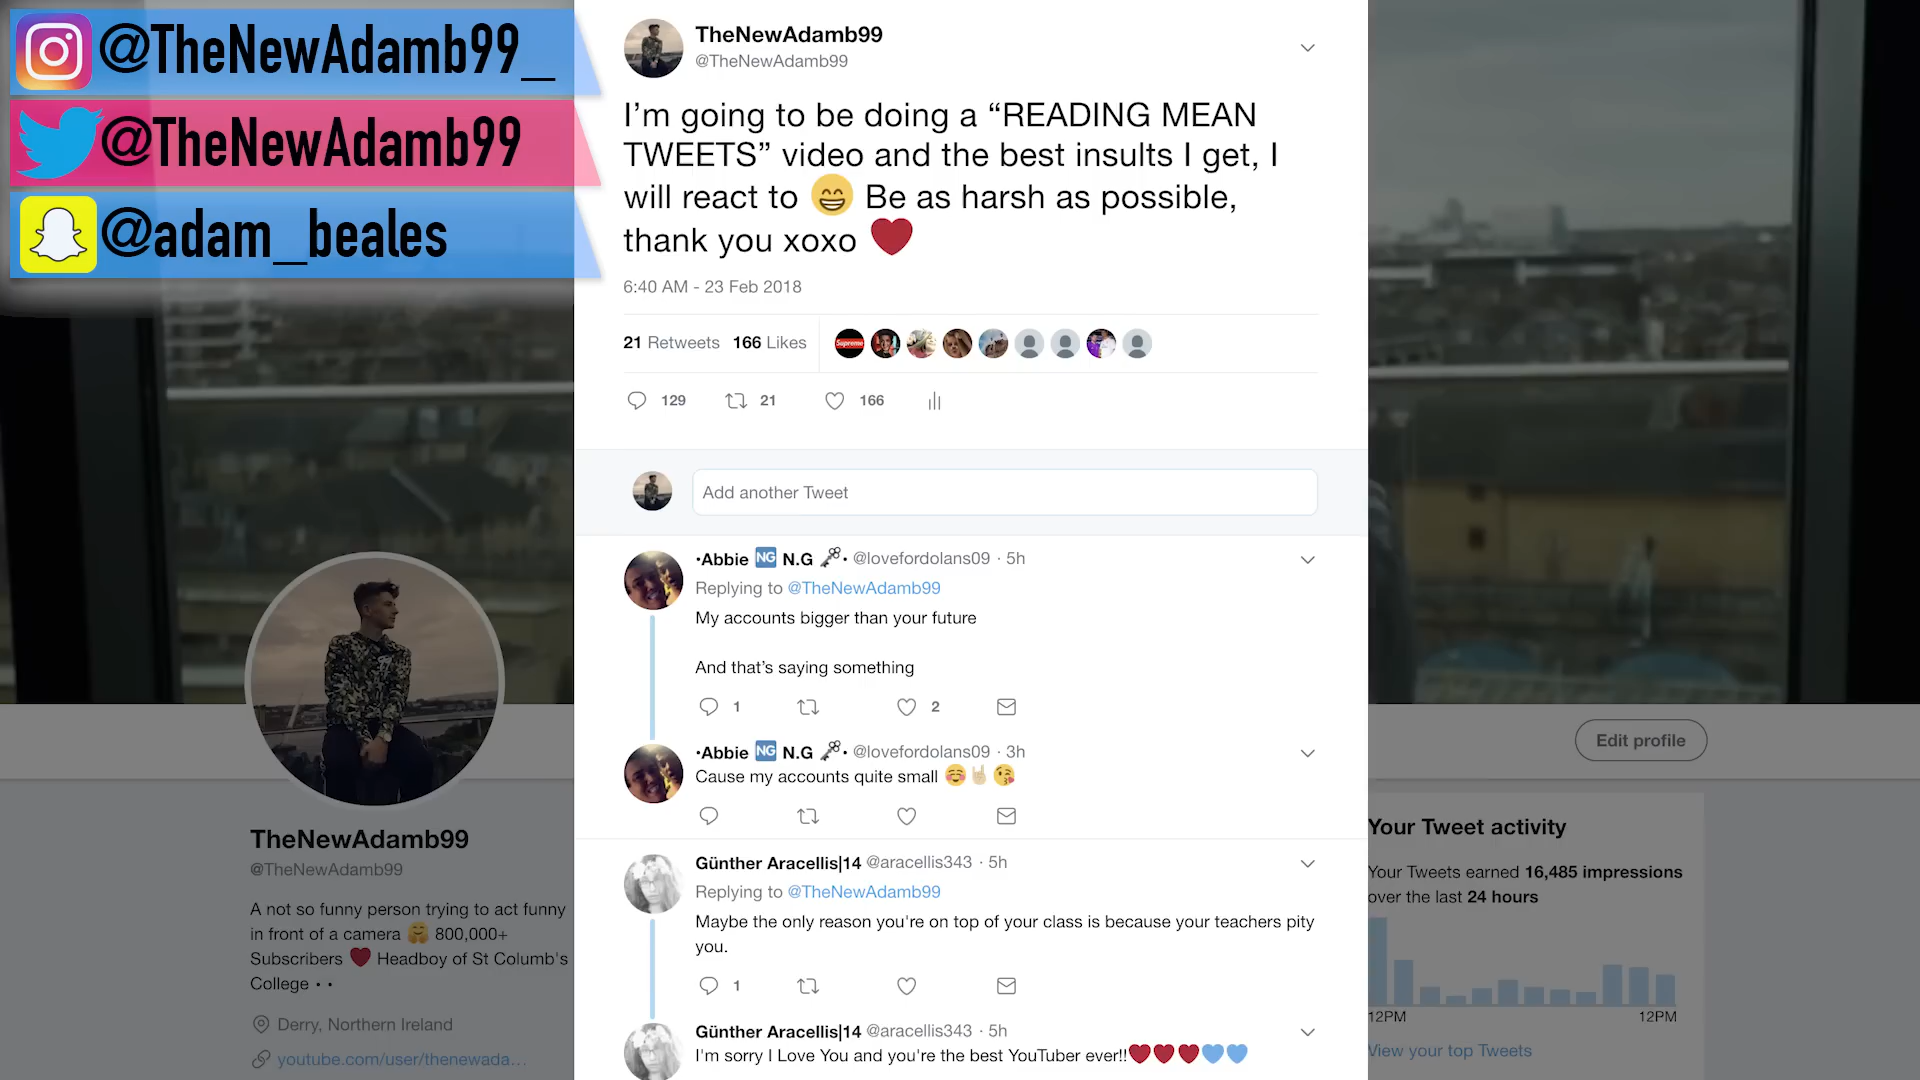 @TheNewAdamb99_
@TheNewAdamb99
@adam_beales
TheNewAdamb99
@TheNewAdamb99
I’m going to be doing a “READING MEAN
TWEETS” video and the best insults I get, I
will react to 😁 Be as harsh as possible,
thank you xoxo ❤️
6:40 AM - 23 Feb 2018
21 Retweets 166 Likes
Supreme
129 21 166
Add another Tweet
•Abbie 🆖 N.G 🗝• @lovefordolans09 · 5h
Replying to @TheNewAdamb99
My accounts bigger than your future
And that’s saying something
1 2
•Abbie 🆖 N.G 🗝• @lovefordolans09 · 3h
Cause my accounts quite small ☺️🤘🏼😘
Günther Aracellis|14 @aracellis343 · 5h
Replying to @TheNewAdamb99
Maybe the only reason you're on top of your class is because your teachers pity
you.
1
Günther Aracellis|14 @aracellis343 · 5h
I'm sorry I Love You and you're the best YouTuber ever!!❤️❤️❤️💙💙
TheNewAdamb99
@TheNewAdamb99
A not so funny person trying to act funny
in front of a camera 🤗 800,000+
Subscribers ❤️ Headboy of St Columb's
College • •
Derry, Northern Ireland
youtube.com/user/thenewada…
Edit profile
Your Tweet activity
Your Tweets earned 16,485 impressions
over the last 24 hours
12PM 12PM
View your top Tweets